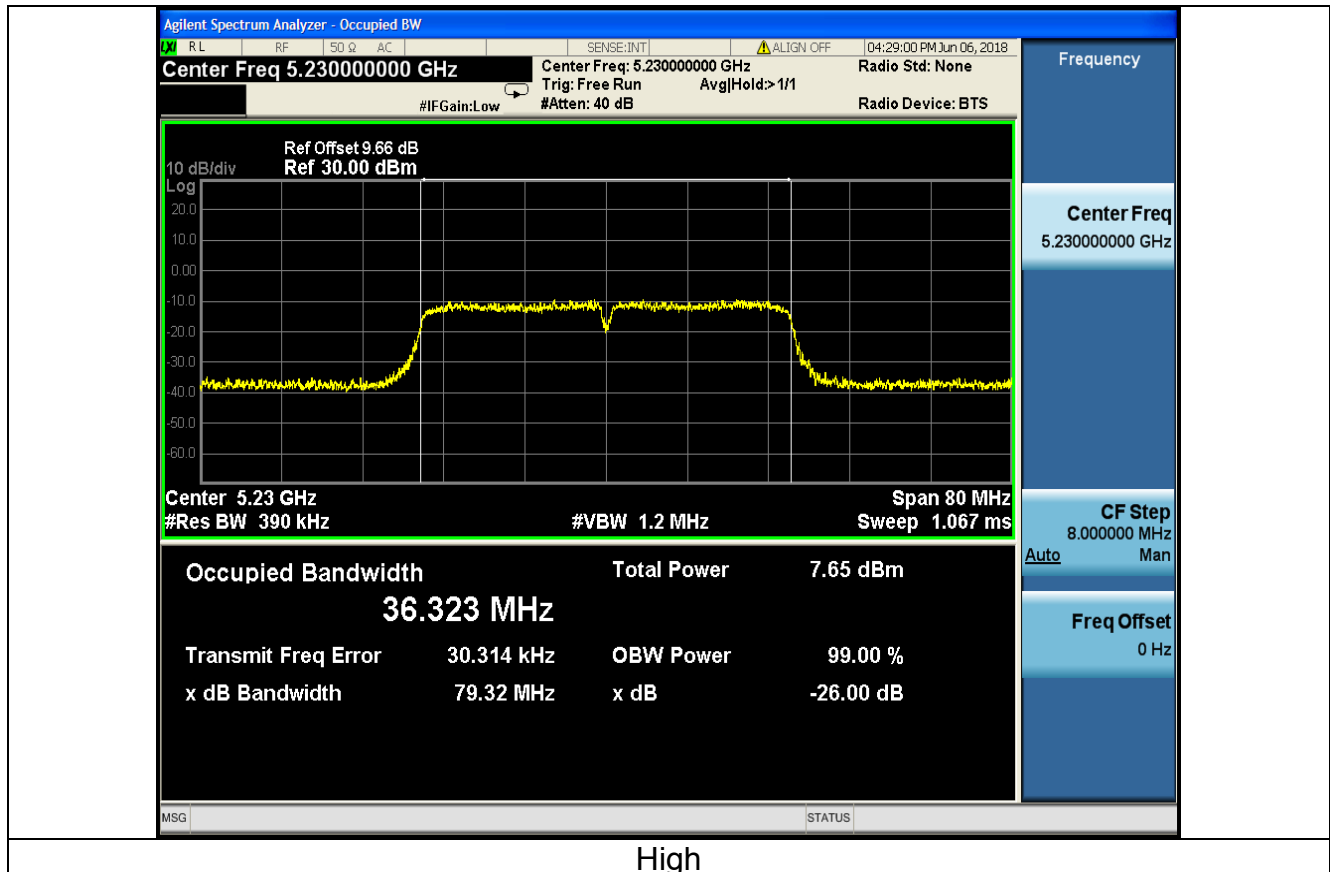 Agilent Spectrum Analyzer - Occupied BW
LXI RL RF 50 Ω AC SENSE:INT ALIGN OFF 04:29:00 PM Jun 06, 2018
Center Freq 5.230000000 GHz
Center Freq: 5.230000000 GHz
Radio Std: None
Trig: Free Run Avg|Hold:> 1/1
#IFGain:Low #Atten: 40 dB Radio Device: BTS
Ref Offset 9.66 dB
10 dB/div Ref 30.00 dBm
Log
20.0
10.0
0.00
-10.0
-20.0
-30.0
-40.0
-50.0
-60.0
Center 5.23 GHz Span 80 MHz
#Res BW 390 kHz #VBW 1.2 MHz Sweep 1.067 ms
Occupied Bandwidth Total Power 7.65 dBm
36.323 MHz
Transmit Freq Error 30.314 kHz OBW Power 99.00 %
x dB Bandwidth 79.32 MHz x dB -26.00 dB
MSG STATUS
Frequency
Center Freq
5.230000000 GHz
CF Step
8.000000 MHz
Auto Man
Freq Offset
0 Hz
High